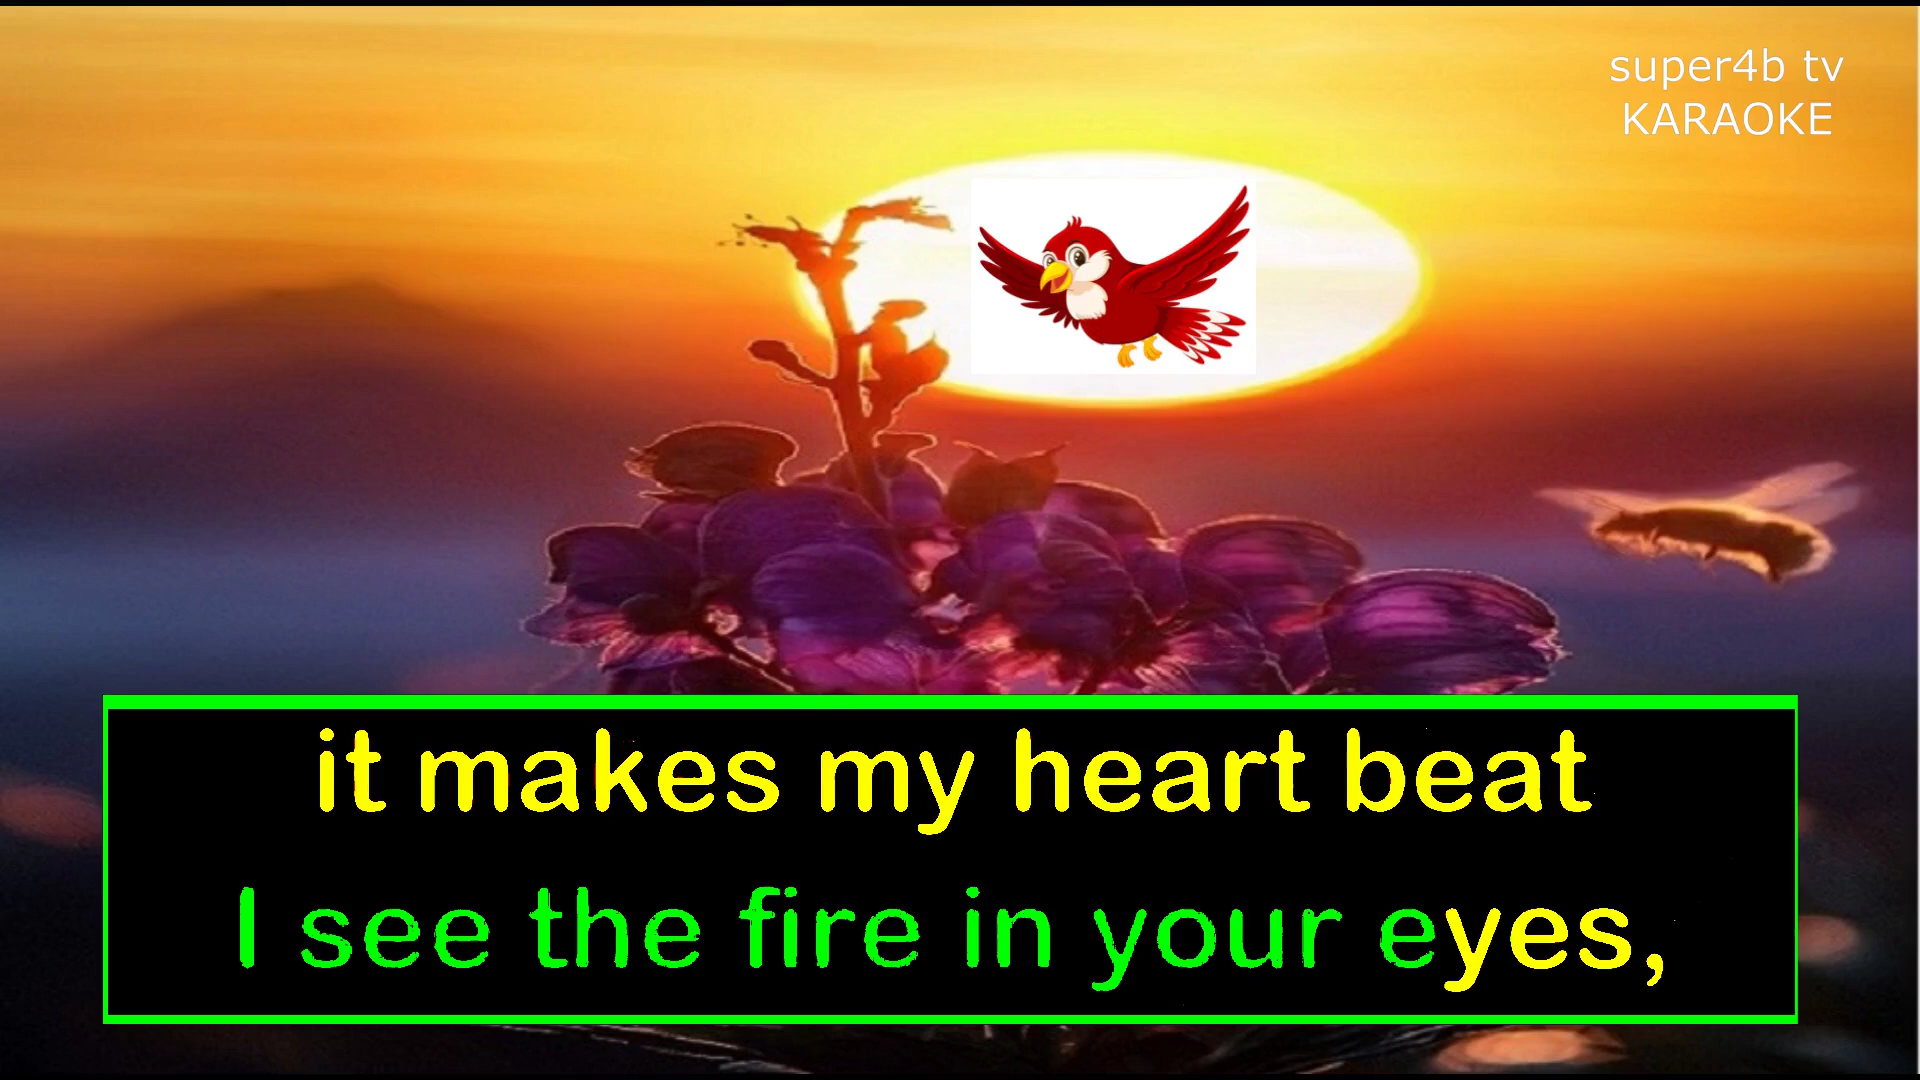 super4b tv
KARAOKE
it makes my heart beat
I see the fire in your eyes,